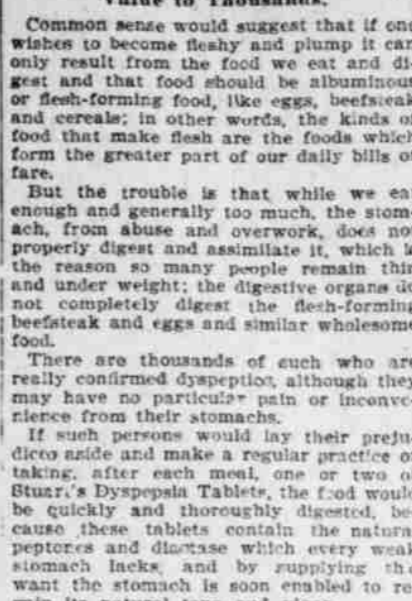 Value to Thousands.
Common sense would suggest that if one
wishes to become fleshy and plump it can
only result from the food we eat and di-
gest and that food should be albuminous
or flesh-forming food, like eggs, beefsteak
and cereals; in other words, the kinds of
food that make flesh are the foods which
form the greater part of our daily bills of
fare.
But the trouble is that while we eat
enough and generally too much, the stom-
ach, from abuse and overwork, does not
properly digest and assimilate it, which is
the reason so many people remain thin
and under weight; the digestive organs do
not completely digest the flesh-forming
beefsteak and eggs and similar wholesome
food.
There are thousands of such who are
really confirmed dyspeptics, although they
may have no particular pain or inconve-
nience from their stomachs.
If such persons would lay their preju-
dices aside and make a regular practice of
taking, after each meal, one or two of
Stuart's Dyspepsia Tablets, the food would
be quickly and thoroughly digested, be-
cause these tablets contain the natural
peptones and diastase which every weak
stomach lacks, and by supplying this
want the stomach is soon enabled to re-